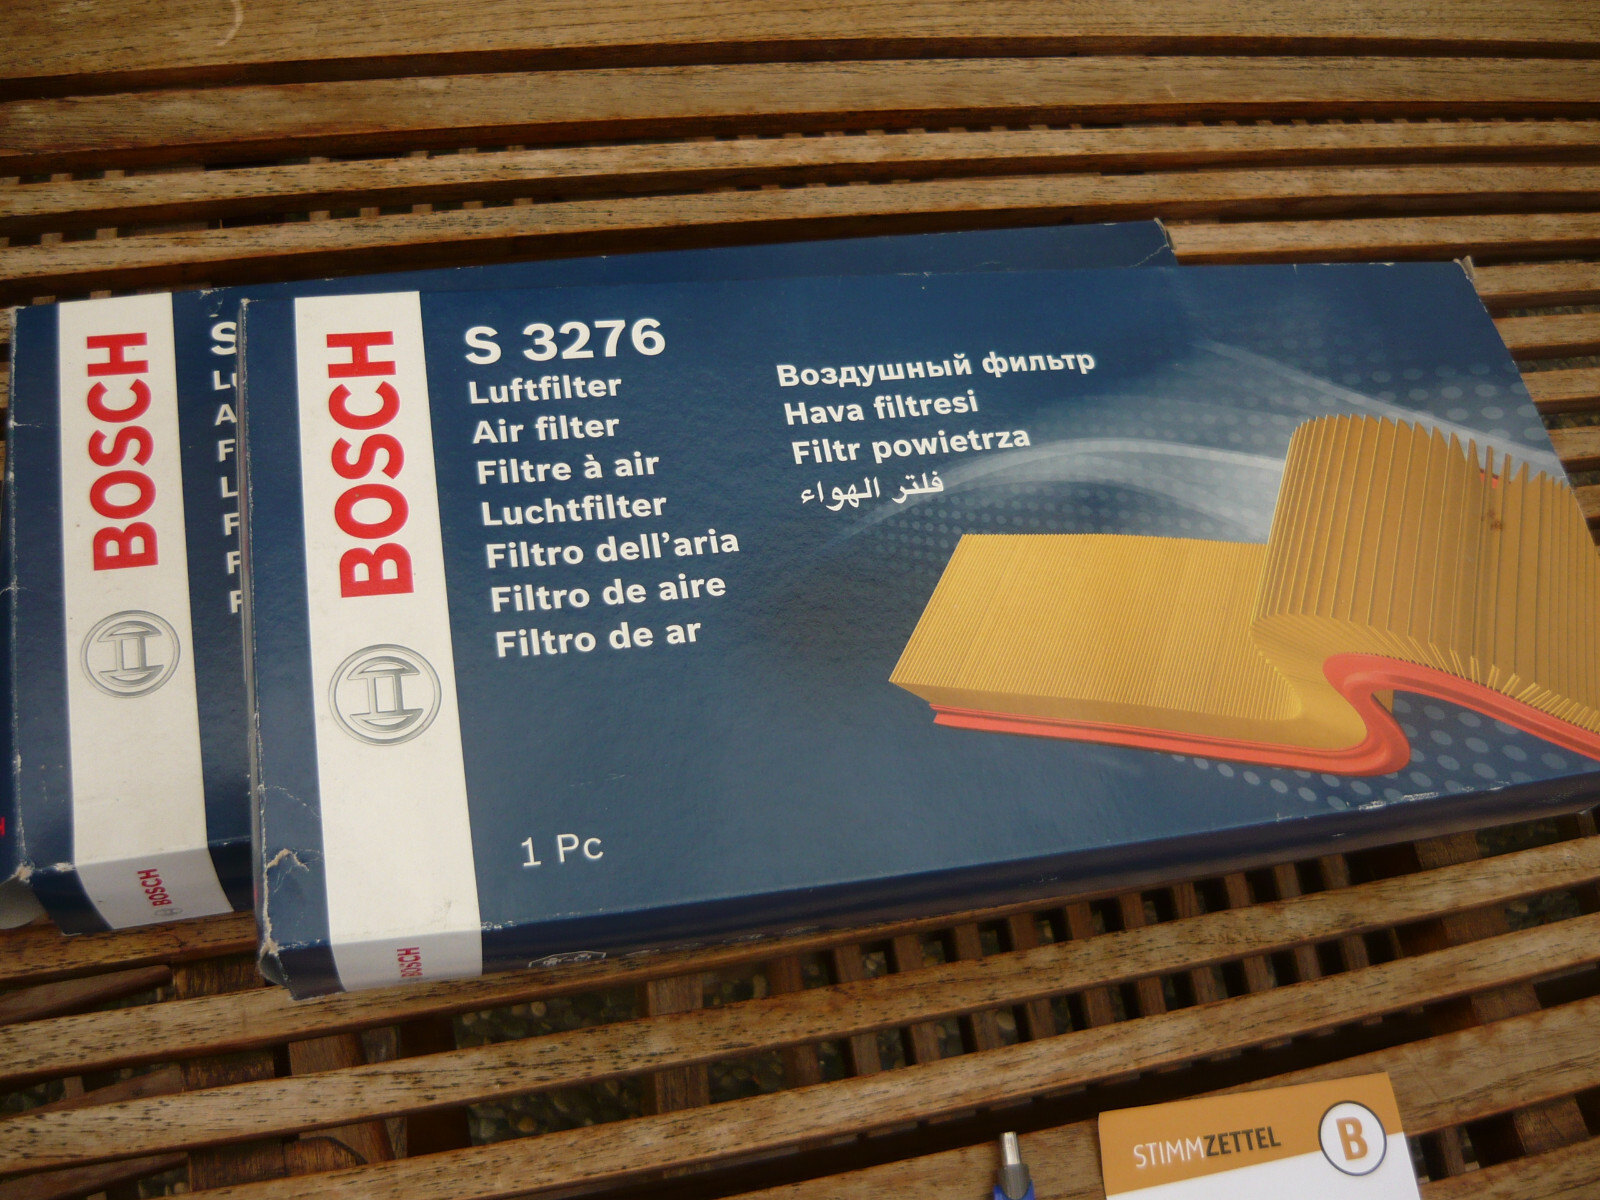 BOSCH
S
BOSCH
BOSCH
S 3276
Luftfilter
Air filter
Filtre à air
Luchtfilter
Filtro dell'aria
Filtro de aire
Filtro de ar
Воздушный фильтр
Hava filtresi
Filtr powietrza
فلتر الهواء
1 Pc
BOSCH
STIMMZETTEL
B